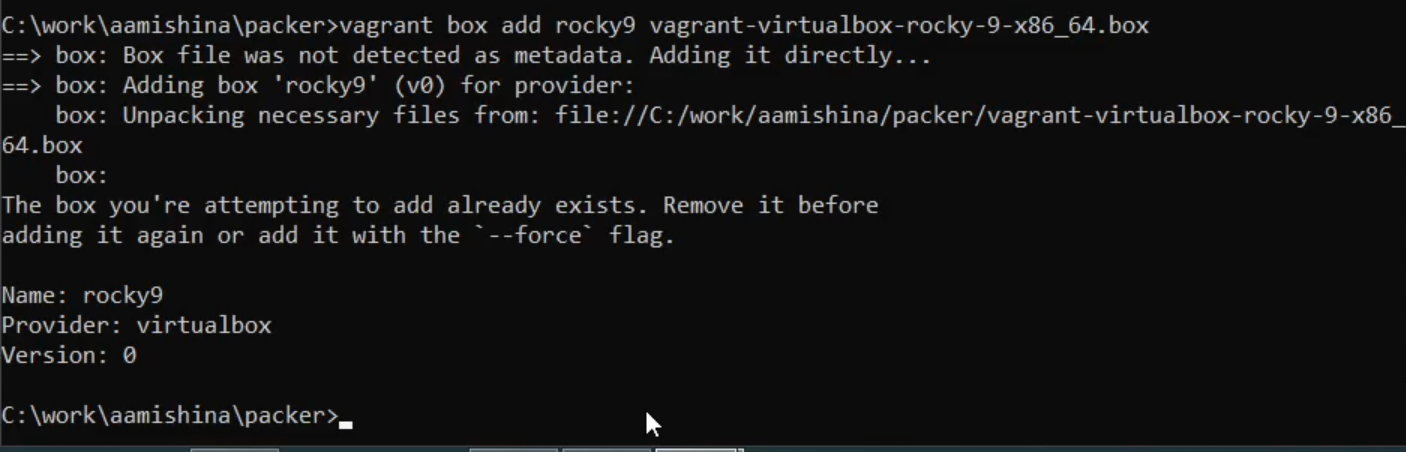 C:\work\aamishina\packer>vagrant box add rocky9 vagrant-virtualbox-rocky-9-x86_64.box
==> box: Box file was not detected as metadata. Adding it directly...
==> box: Adding box 'rocky9' (v0) for provider:
    box: Unpacking necessary files from: file://C:/work/aamishina/packer/vagrant-virtualbox-rocky-9-x86_
64.box
    box:
The box you're attempting to add already exists. Remove it before
adding it again or add it with the `--force` flag.

Name: rocky9
Provider: virtualbox
Version: 0

C:\work\aamishina\packer>